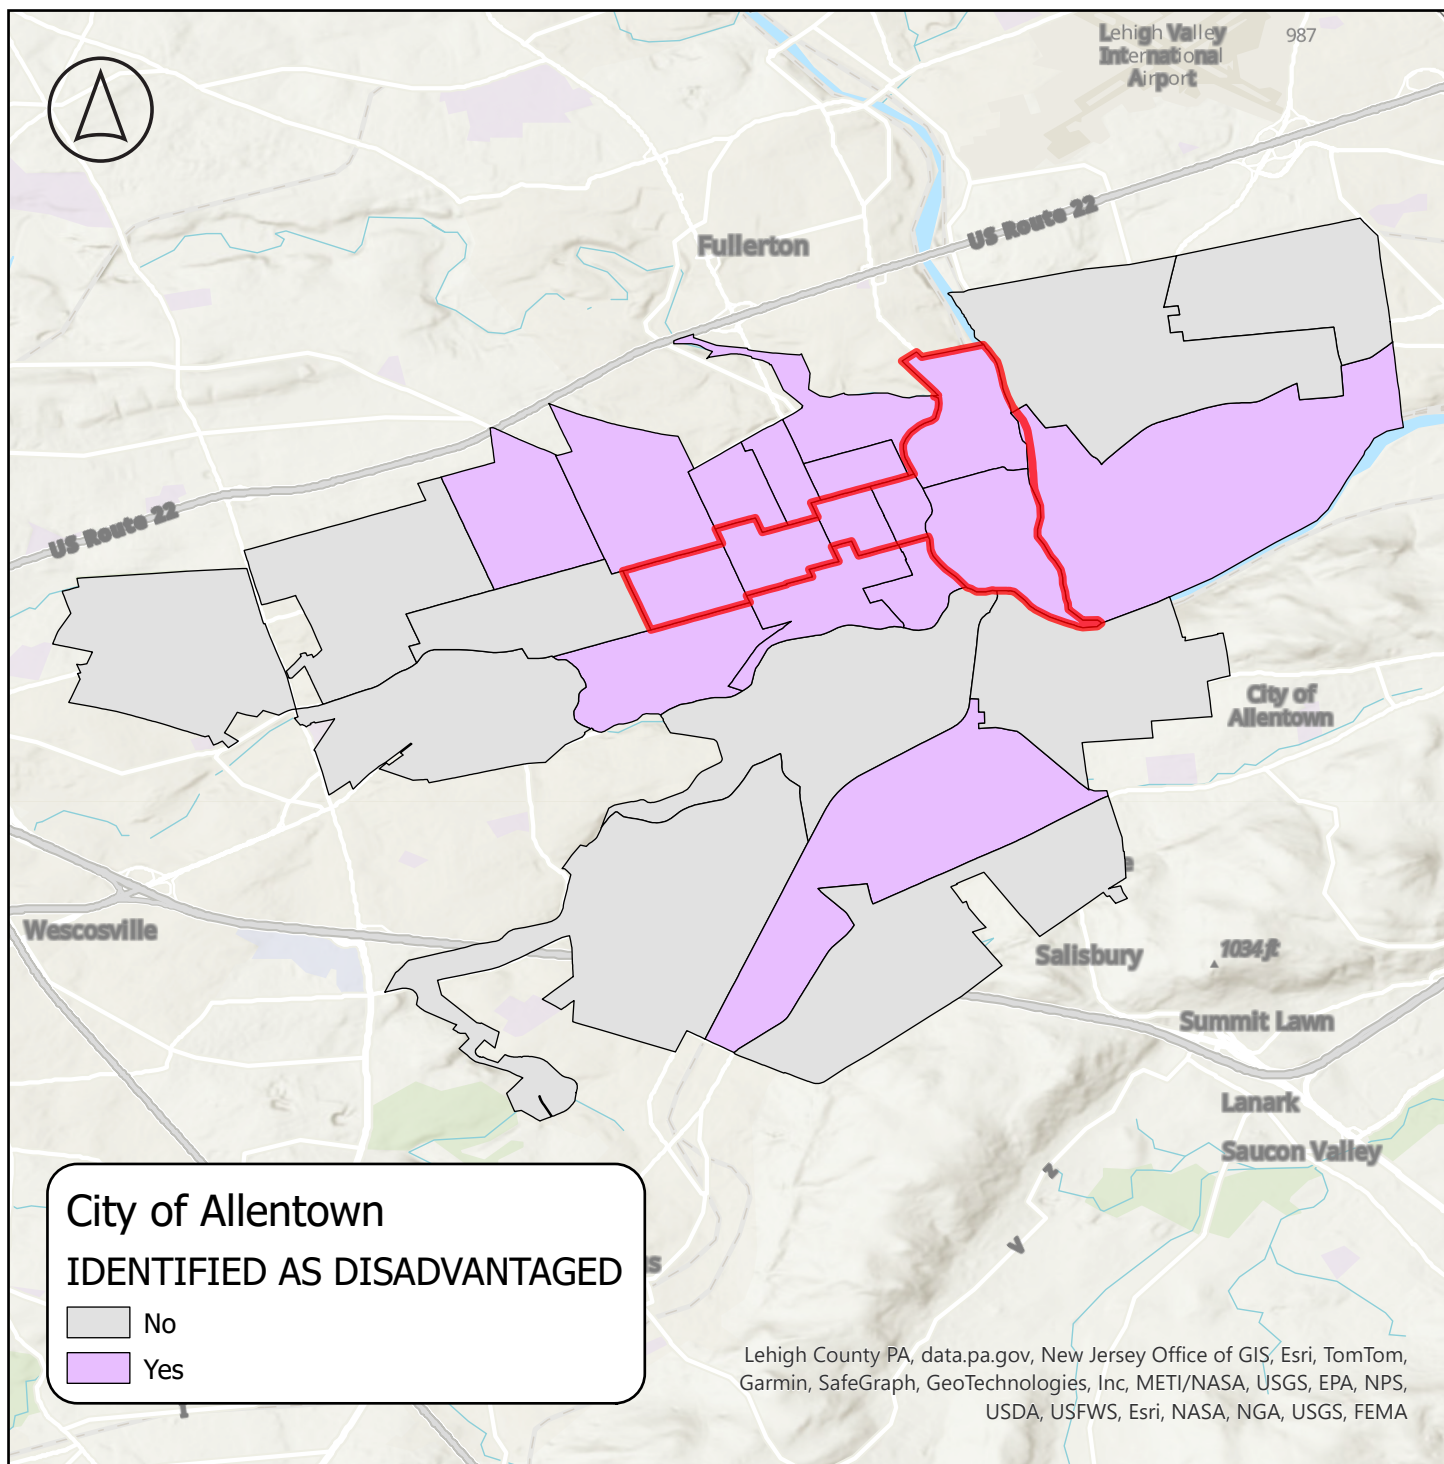 Lehigh Valley
International
Airport
987
US Route 22
Fullerton
US Route 22
City of
Allentown
Wescosville
Salisbury
1034 ft
Summit Lawn
Lanark
Saucon Valley
City of Allentown
IDENTIFIED AS DISADVANTAGED
No
Yes
Lehigh County PA, data.pa.gov, New Jersey Office of GIS, Esri, TomTom,
Garmin, SafeGraph, GeoTechnologies, Inc, METI/NASA, USGS, EPA, NPS,
USDA, USFWS, Esri, NASA, NGA, USGS, FEMA